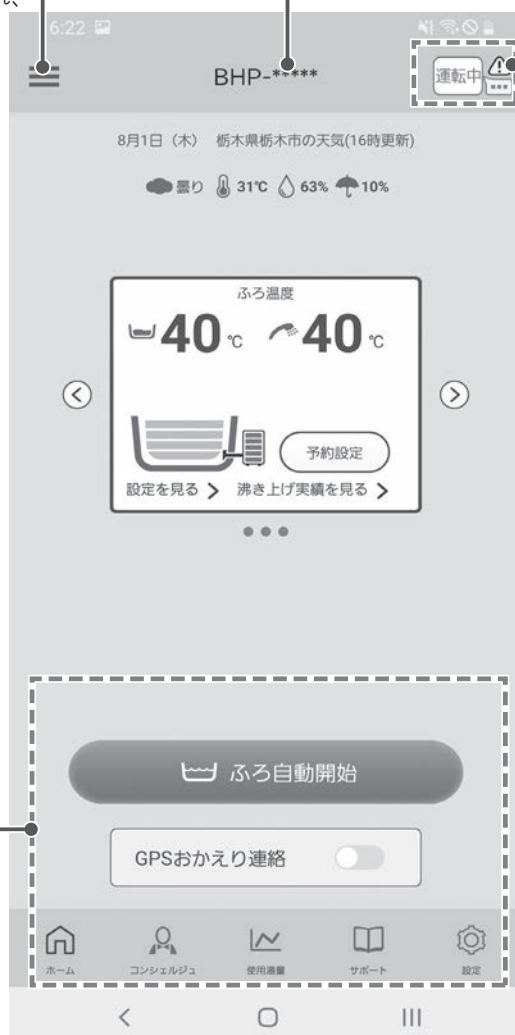 6:22
BHP-*****
運転中
8月1日（木） 栃木県栃木市の天気(16時更新)
曇り 31℃ 63% 10%
ふろ温度
40℃ 40℃
予約設定
設定を見る 沸き上げ実績を見る
ふろ自動開始
GPSおかえり連絡
ホーム コンシェルジュ 使用湯量 サポート 設定